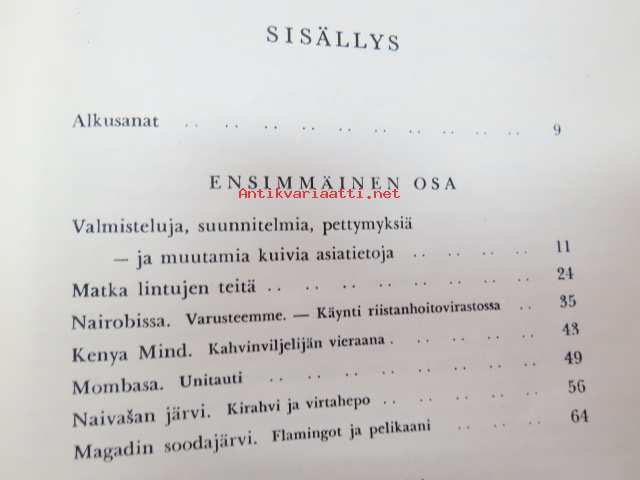 SISÄLLYS
Alkusanat .. .. .. .. .. .. .. .. .. 9
ENSIMMÄINEN OSA
Antikvariaatti.net
Valmisteluja, suunnitelmia, pettymyksiä
— ja muutamia kuivia asiatietoja .. .. .. .. 11
Matka lintujen teitä .. .. .. .. .. .. .. 24
Nairobissa. Varusteemme. — Käynti riistanhoitovirastossa .. 35
Kenya Mind. Kahvinviljelijän vieraana . .. .. .. .. 43
Mombasa. Unitauti .. .. .. .. .. .. .. 49
Naivašan järvi. Kirahvi ja virtahepo .. .. .. .. .. 56
Magadin soodajärvi. Flamingot ja pelikaani .. .. .. 64